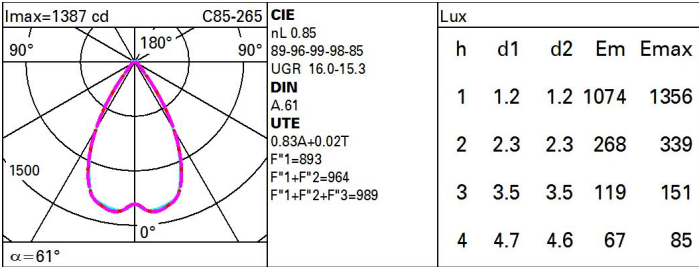 Imax=1387 cd C85-265
90° 180° 90°
1500
0°
α=61°
CIE
nL 0.85
89-96-99-98-85
UGR 16.0-15.3
DIN
A.61
UTE
0.83A+0.02T
F"1=893
F"1+F"2=964
F"1+F"2+F"3=989
Lux
h d1 d2 Em Emax
1 1.2 1.2 1074 1356
2 2.3 2.3 268 339
3 3.5 3.5 119 151
4 4.7 4.6 67 85